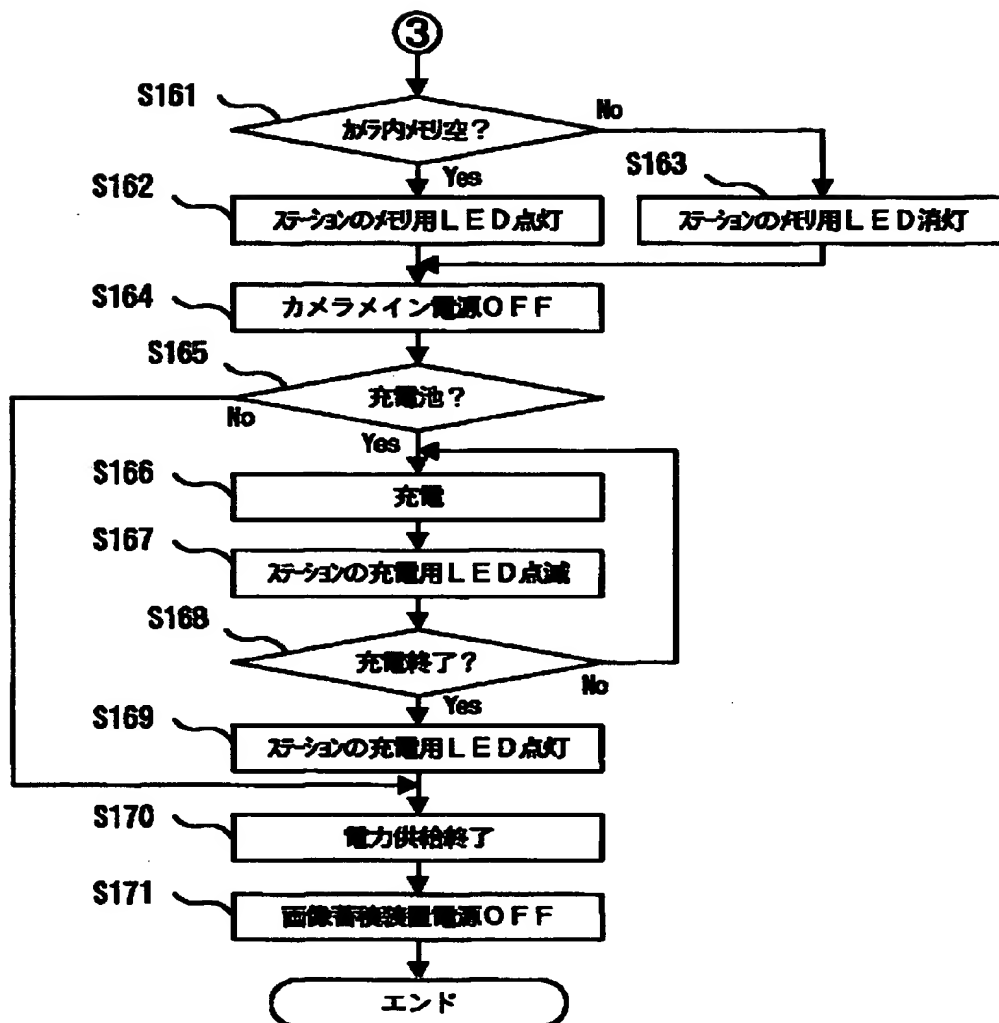 ③
S161
カメラ内メモリ空？
No
Yes
S162
ステーションのメモリ用ＬＥＤ点灯
S163
ステーションのメモリ用ＬＥＤ消灯
S164
カメラメイン電源ＯＦＦ
S165
充電池？
No
Yes
S166
充電
S167
ステーションの充電用ＬＥＤ点滅
S168
充電終了？
No
Yes
S169
ステーションの充電用ＬＥＤ点灯
S170
電力供給終了
S171
画像蓄積装置電源ＯＦＦ
エンド